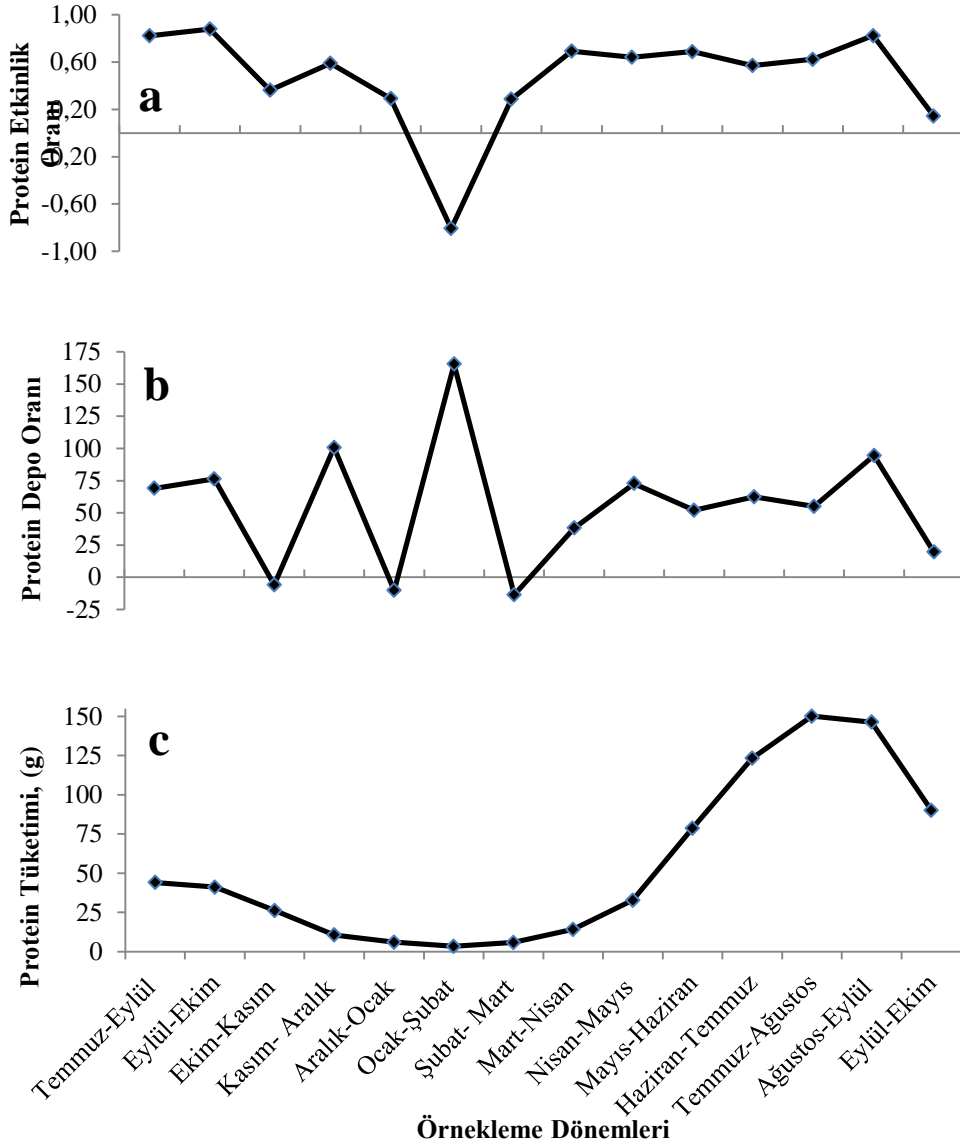 1,00
0,60
0,20
-0,20
-0,60
-1,00
Protein Etkinlik
Oranı
a
175
150
125
100
75
50
25
0
-25
Protein Depo Oranı
b
150
125
100
75
50
25
0
Protein Tüketimi, (g)
c
Temmuz-Eylül
Eylül-Ekim
Ekim-Kasım
Kasım- Aralık
Aralık-Ocak
Ocak-Şubat
Şubat- Mart
Mart-Nisan
Nisan-Mayıs
Mayıs-Haziran
Haziran-Temmuz
Temmuz-Ağustos
Ağustos-Eylül
Eylül-Ekim
Örnekleme Dönemleri